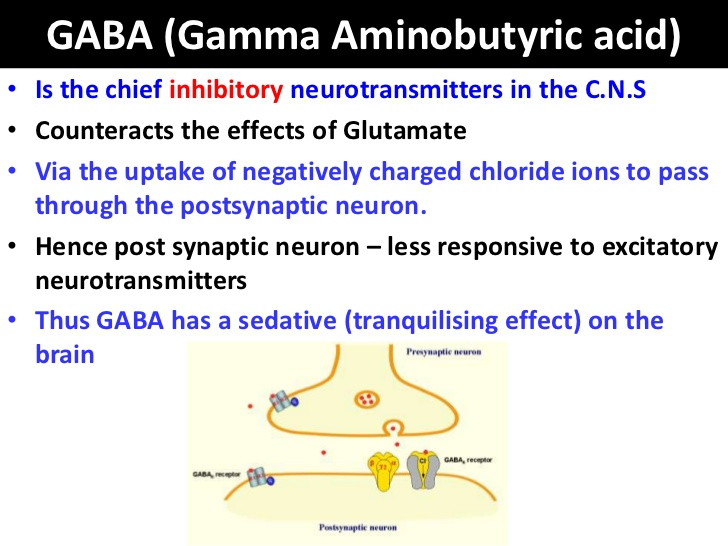 GABA (Gamma Aminobutyric acid)
• Is the chief inhibitory neurotransmitters in the C.N.S
• Counteracts the effects of Glutamate
• Via the uptake of negatively charged chloride ions to pass
through the postsynaptic neuron.
• Hence post synaptic neuron – less responsive to excitatory
neurotransmitters
• Thus GABA has a sedative (tranquilising effect) on the
brain
Presynaptic neuron
GABA receptor
Cl
GABA receptor
Postsynaptic neuron